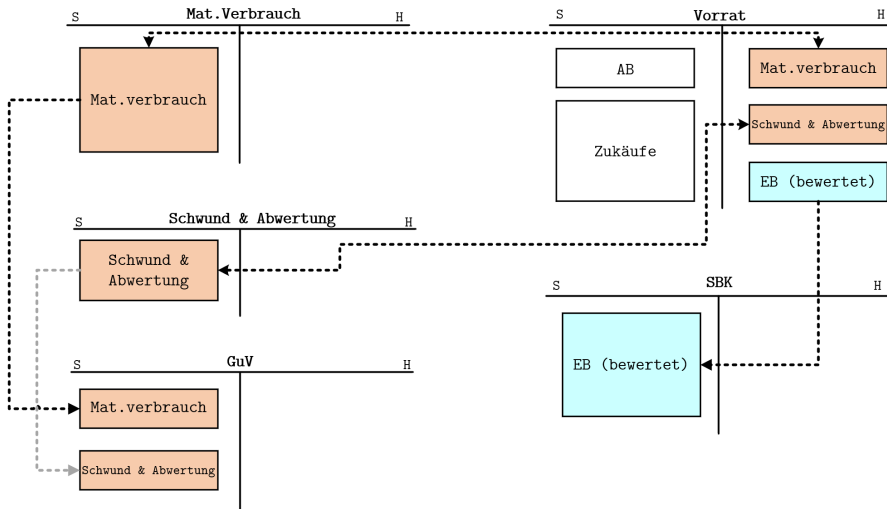 S Mat.Verbrauch H
Mat.verbrauch
S Vorrat H
AB
Zukäufe
Mat.verbrauch
Schwund & Abwertung
EB (bewertet)
S Schwund & Abwertung H
Schwund &
Abwertung
S SBK H
EB (bewertet)
S GuV H
Mat.verbrauch
Schwund & Abwertung